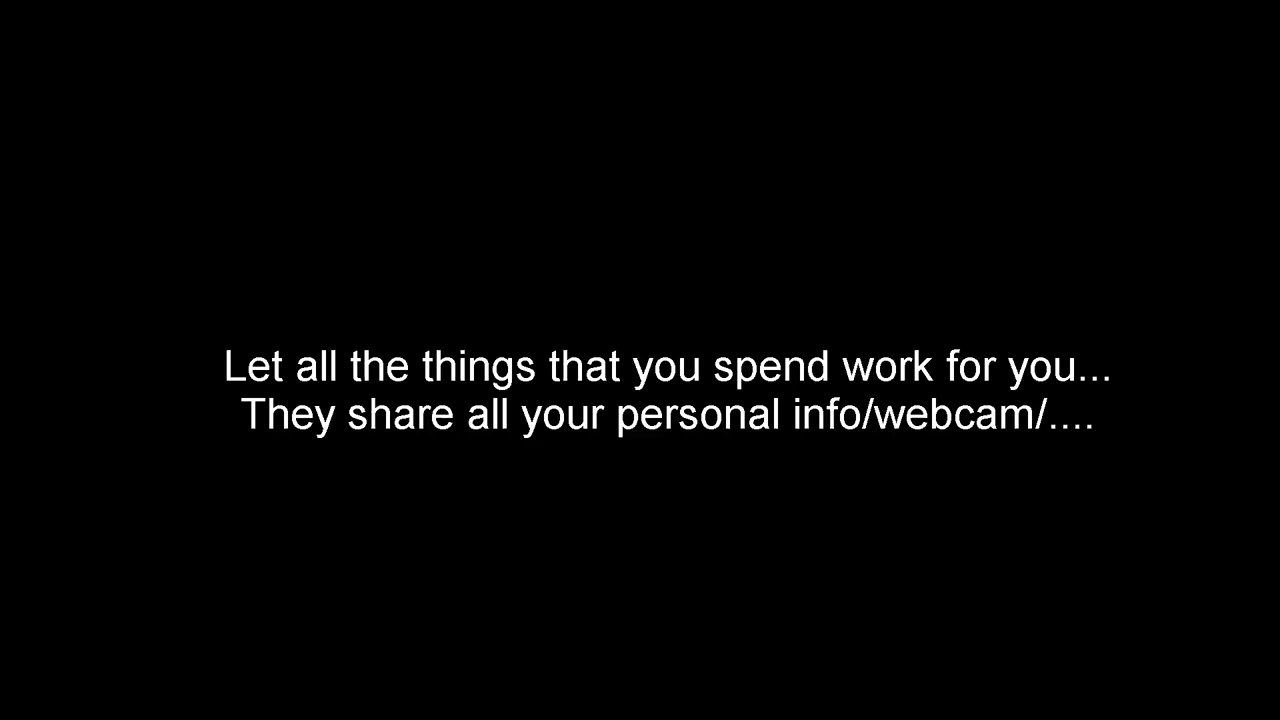 Let all the things that you spend work for you...
They share all your personal info/webcam/....